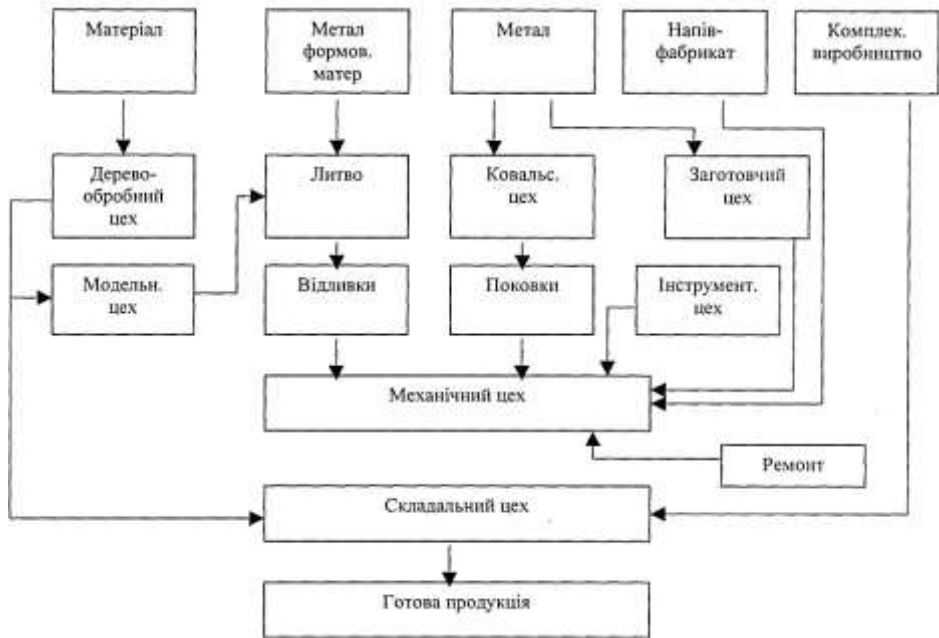 Матеріал
Метал
формов.
матер
Метал
Напів-
фабрикат
Комплек.
виробництво
Дерево-
обробний
цех
Литво
Ковальс.
цех
Заготовчий
цех
Модельн.
цех
Відливки
Поковки
Інструмент.
цех
Механічний цех
Ремонт
Складальний цех
Готова продукція